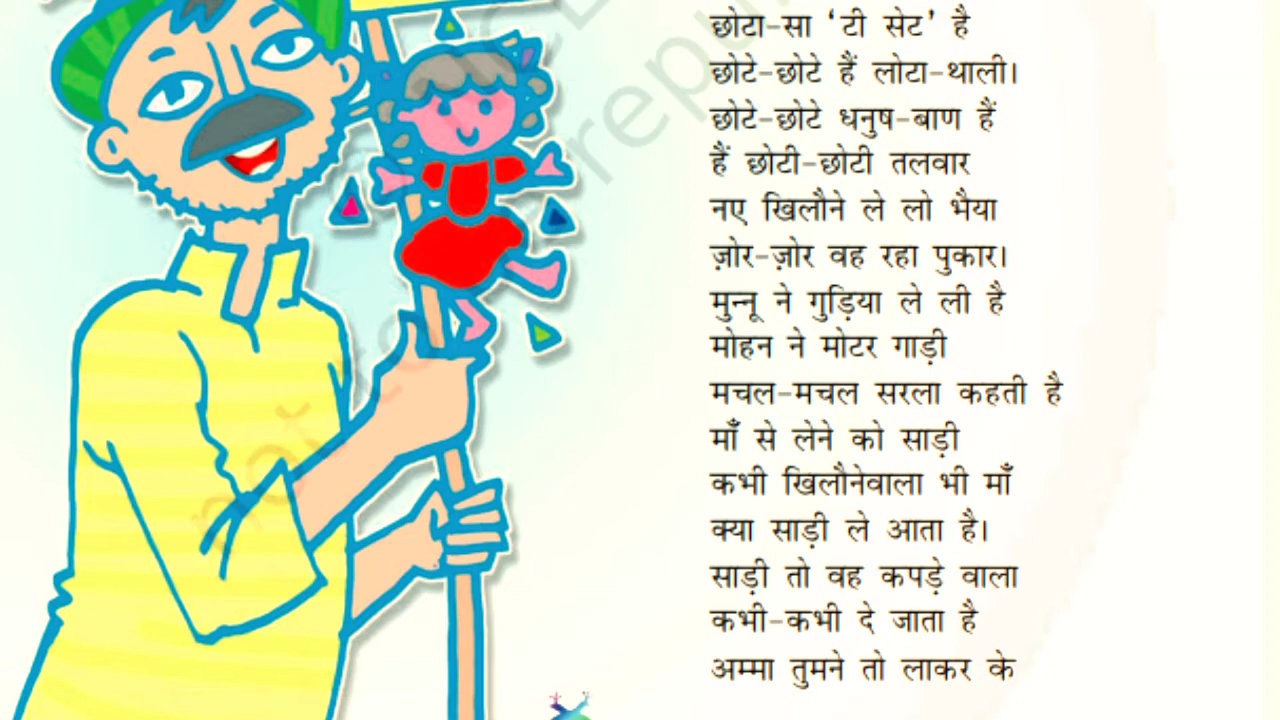 छोटा-सा ‘टी सेट’ है
छोटे-छोटे हैं लोटा-थाली।
छोटे-छोटे धनुष-बाण हैं
हैं छोटी-छोटी तलवार
नए खिलौने ले लो भैया
ज़ोर-ज़ोर वह रहा पुकार।
मुन्नू ने गुड़िया ले ली है
मोहन ने मोटर गाड़ी
मचल-मचल सरला कहती है
माँ से लेने को साड़ी
कभी खिलौनेवाला भी माँ
क्या साड़ी ले आता है।
साड़ी तो वह कपड़े वाला
कभी-कभी दे जाता है
अम्मा तुमने तो लाकर के